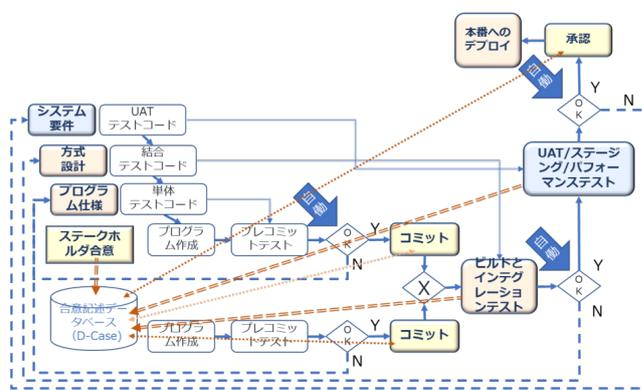 本番への
デプロイ
承認
自働
Y
O
K
N
システム
要件
UAT
テストコード
方式
設計
結合
テストコード
UAT/ステージ
ング/パフォー
マンステスト
プログラ
ム仕様
単体
テストコード
自働
ステークホ
ルダ合意
プログラ
ム作成
プレコミッ
トテスト
O
K
Y
N
コミット
自働
X
ビルドと
インテグ
レーショ
ンテスト
O
K
Y
N
合意記述デー
タベース
(D-Case)
プログラ
ム作成
プレコミッ
トテスト
O
K
Y
N
コミット